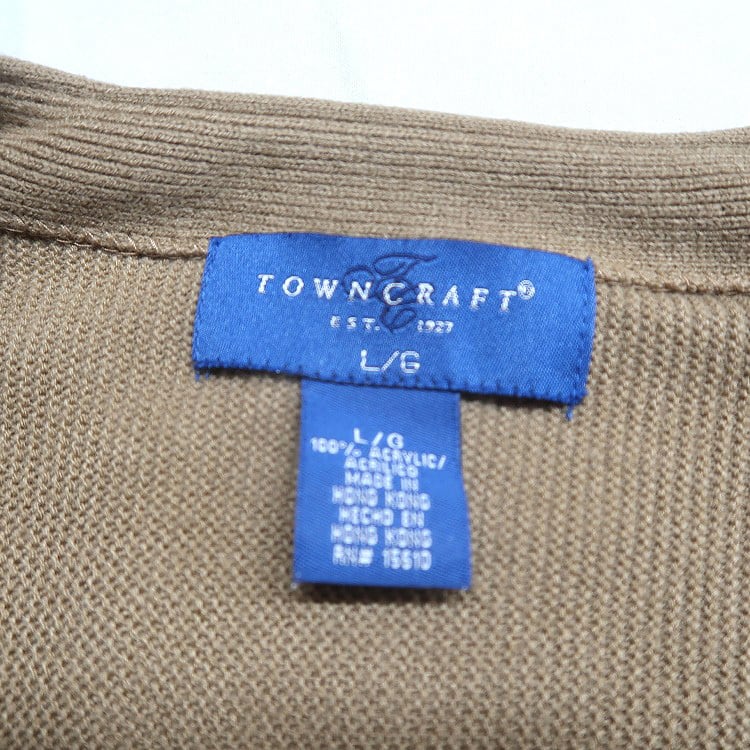 TOWNCRAFT®
EST. 1927
L/G
L/G
100% ACRYLIC/
ACRILICO
MADE IN
HONG KONG
HECHO EN
HONG KONG
RN# 15510